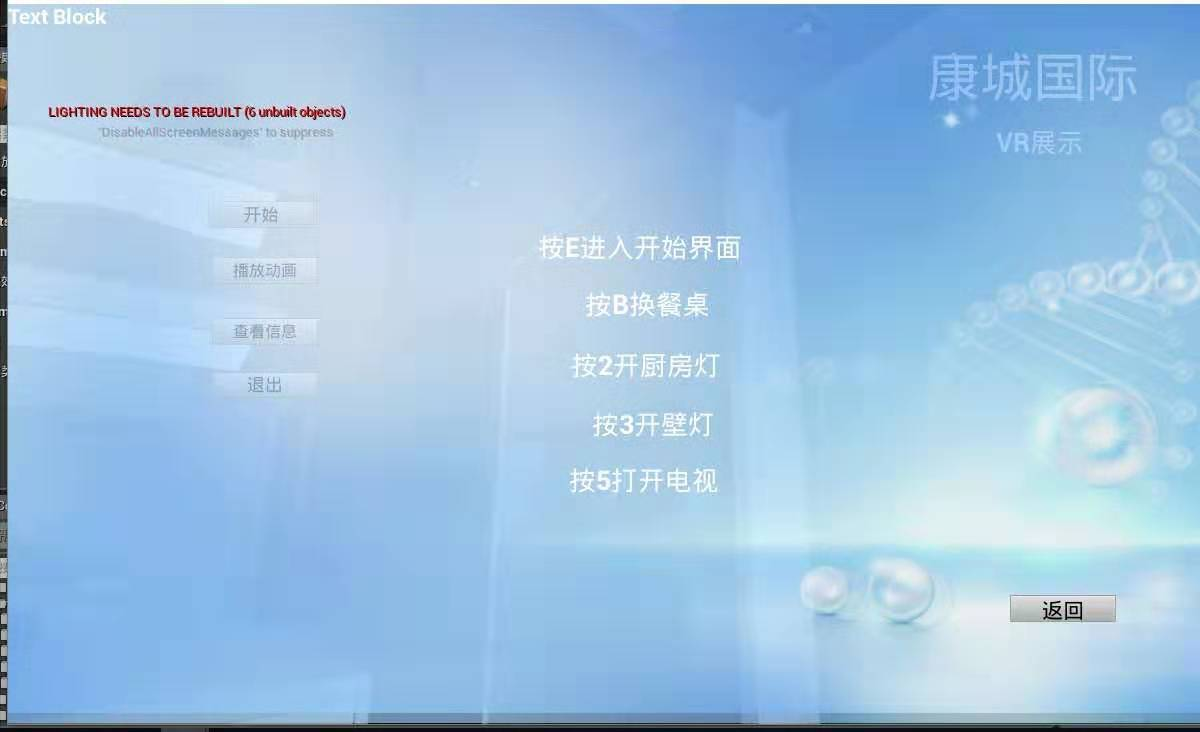 Text Block
康城国际
VR展示
LIGHTING NEEDS TO BE REBUILT (6 unbuilt objects)
'DisableAllScreenMessages' to suppress
开始
播放动画
查看信息
退出
按E进入开始界面
按B换餐桌
按2开厨房灯
按3开壁灯
按5打开电视
返回